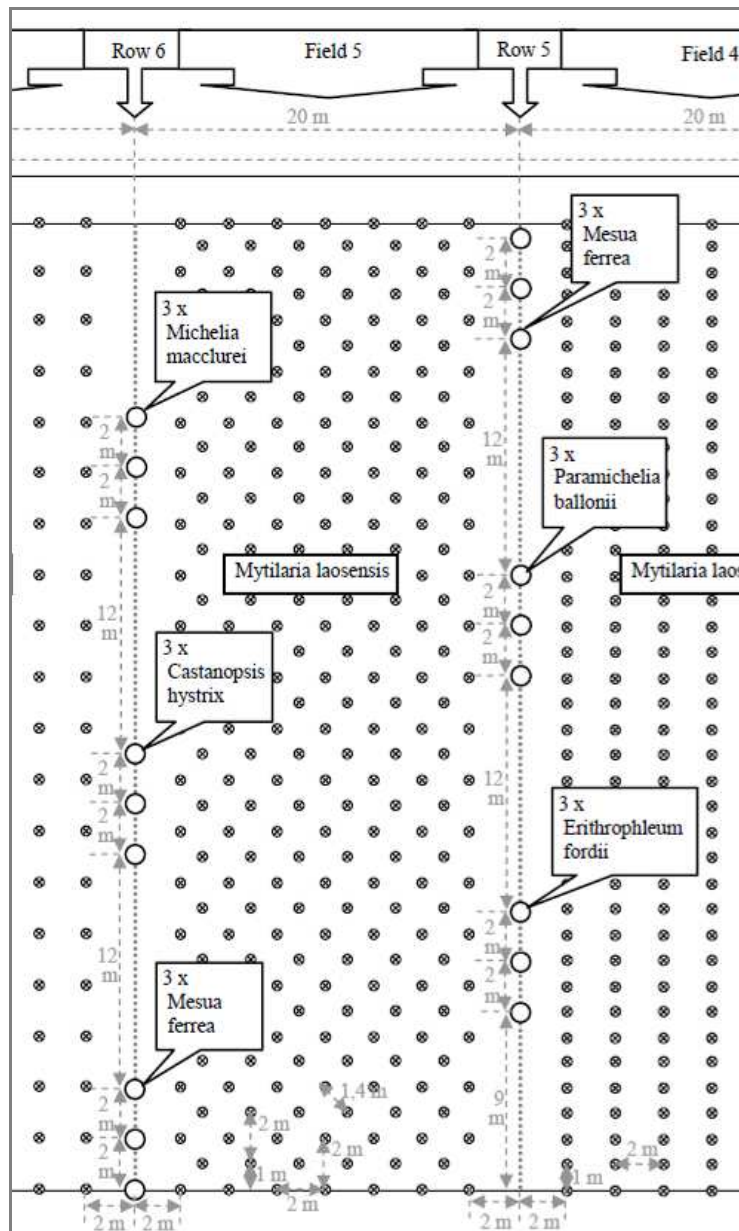 Row 6
Field 5
Row 5
Field 4
20 m
20 m
3 x
Mesua
ferrea
2
m
2
m
3 x
Michelia
macclurei
12
m
2
m
2
m
3 x
Paramichelia
ballonii
Mytilaria laosensis
Mytilaria laos
2
m
2
m
12
m
3 x
Castanopsis
hystrix
2
m
2
m
12
m
3 x
Erithrophleum
fordii
2
m
2
m
12
m
3 x
Mesua
ferrea
9
m
2
m
2
m
1,4 m
2 m
2 m
1 m
2 m
1 m
2 m
2 m
2 m
2 m
2 m